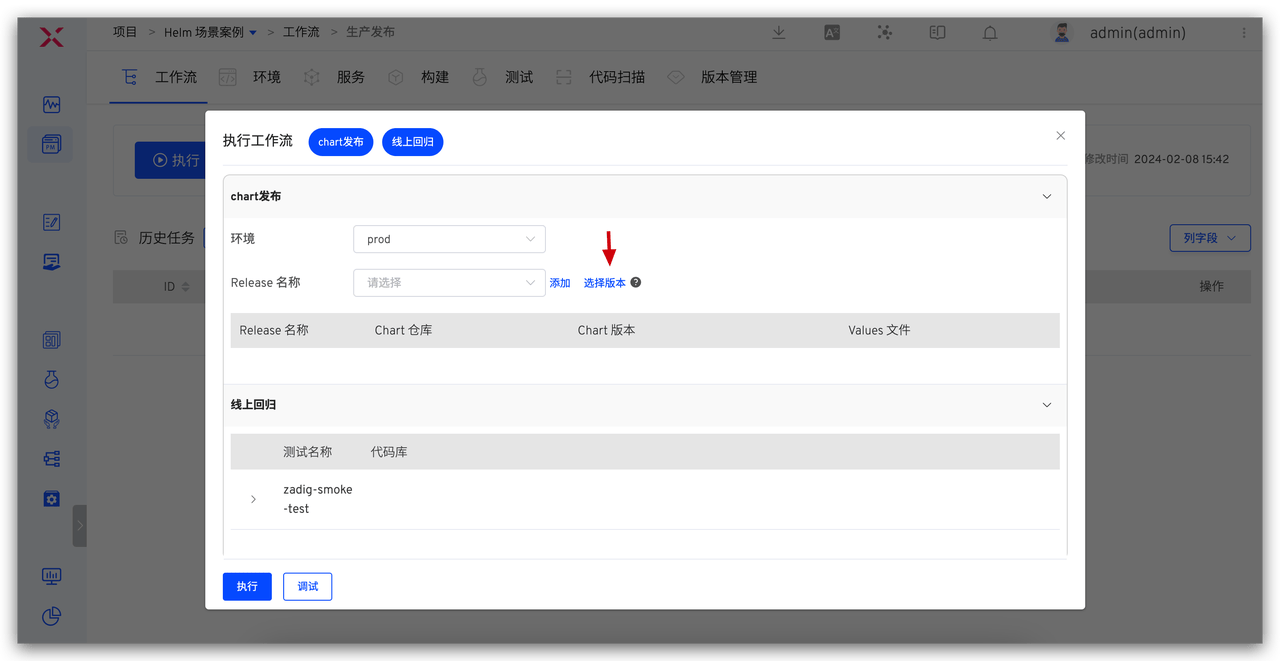 项目 > Helm 场景案例 > 工作流 > 生产发布
admin(admin)
工作流 环境 服务 构建 测试 代码扫描 版本管理
执行工作流 chart发布 线上回归
执行
修改时间 2024-02-08 15:42
chart发布
环境 prod
历史任务
列字段
Release 名称 请选择 添加 选择版本 ?
ID
操作
Release 名称 Chart 仓库 Chart 版本 Values 文件
线上回归
测试名称 代码库
zadig-smoke
-test
执行 调试